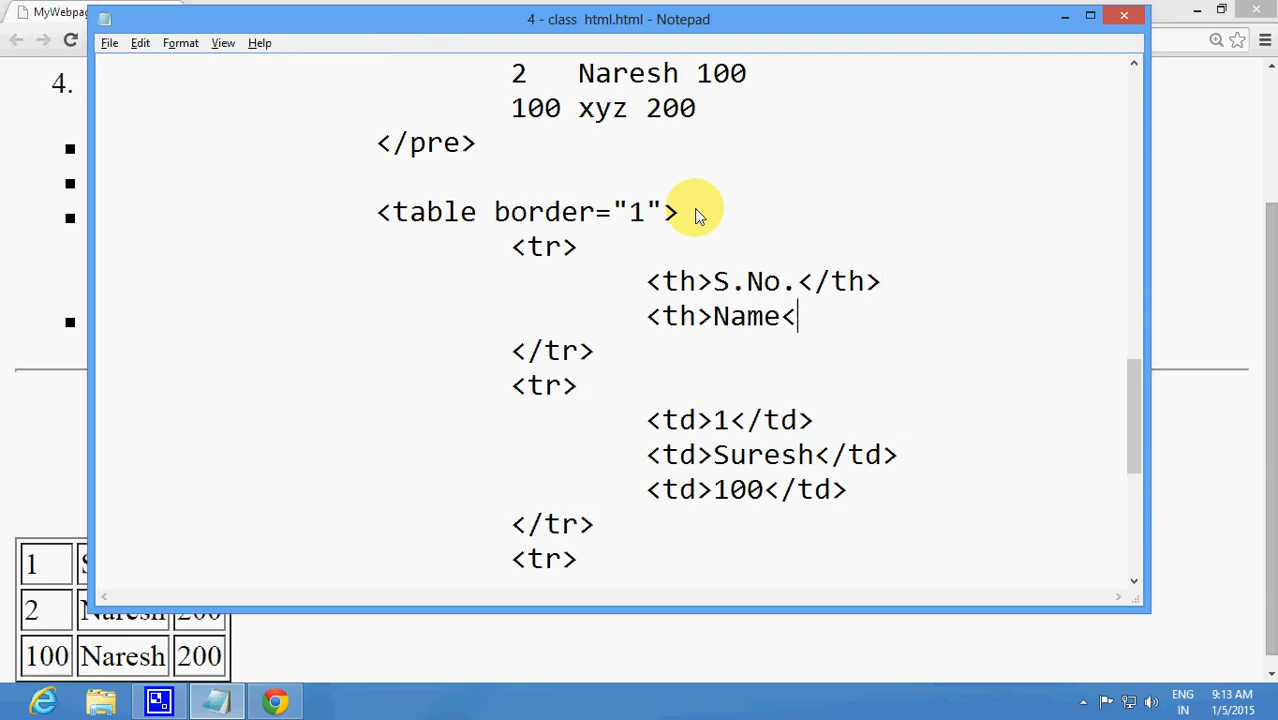 MyWebpag
4 - class  html.html - Notepad
File Edit Format View Help
4.
2   Naresh 100
100 xyz 200
</pre>
<table border="1">
<tr>
<th>S.No.</th>
<th>Name<
</tr>
<tr>
<td>1</td>
<td>Suresh</td>
<td>100</td>
</tr>
<tr>
1
2 Naresh 200
100 Naresh 200
ENG 9:13 AM
IN 1/5/2015